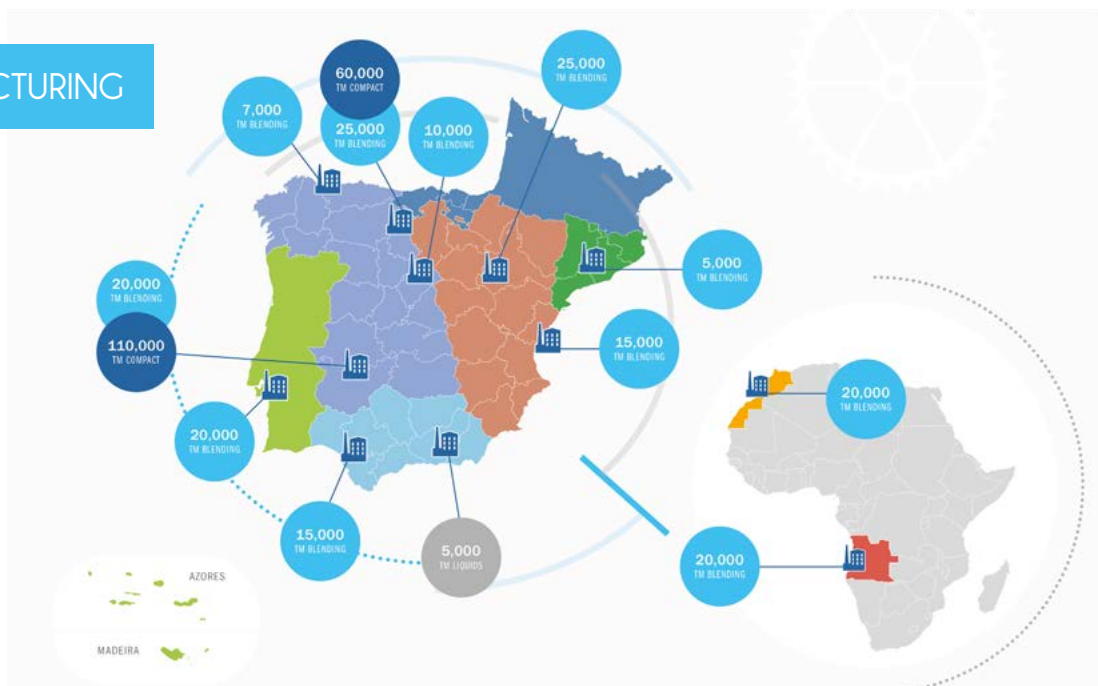 CTURING
60,000
TM COMPACT
25,000
TM BLENDING
7,000
TM BLENDING
25,000
TM BLENDING
10,000
TM BLENDING
5,000
TM BLENDING
20,000
TM BLENDING
110,000
TM COMPACT
15,000
TM BLENDING
20,000
TM BLENDING
20,000
TM BLENDING
15,000
TM BLENDING
5,000
TM LIQUIDS
20,000
TM BLENDING
AZORES
MADEIRA